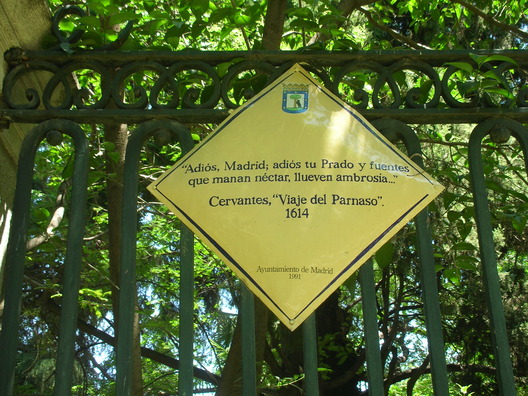 "Adiós, Madrid; adiós tu Prado y fuentes
que manan néctar, llueven ambrosía..."
Cervantes, "Viaje del Parnaso".
1614
Ayuntamiento de Madrid
1991